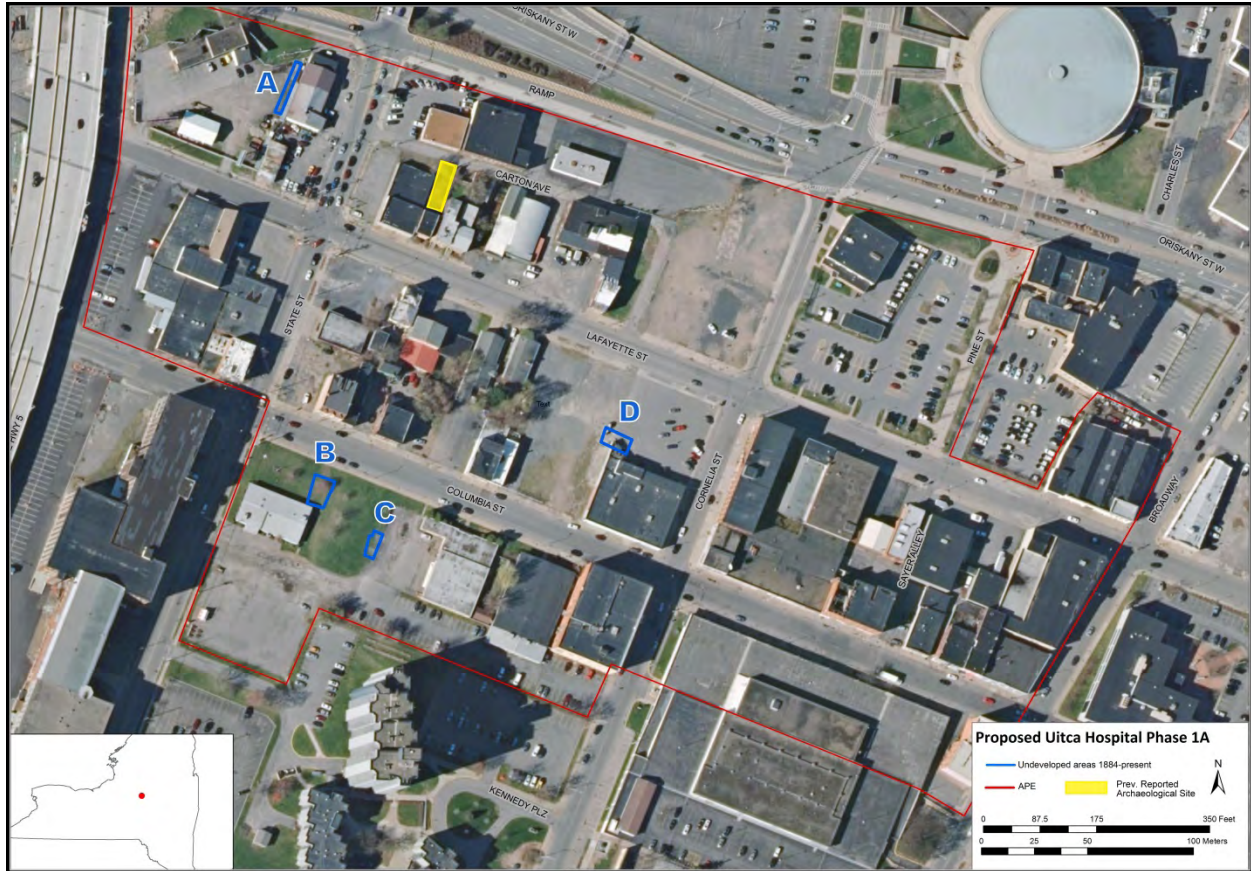 ORISKANY ST W
A
RAMP
CHARLES ST
CARTON AVE
ORISKANY ST W
STATE ST
PINE ST
LAFAYETTE ST
HWY 5
D
B
CORNELIA ST
COLUMBIA ST
BROADWAY
C
SAYER ALLEY
KENNEDY PLZ
Proposed Uitca Hospital Phase 1A
Undeveloped areas 1884-present
N
APE
Prev. Reported
Archaeological Site
0 87.5 175 350 Feet
0 25 50 100 Meters